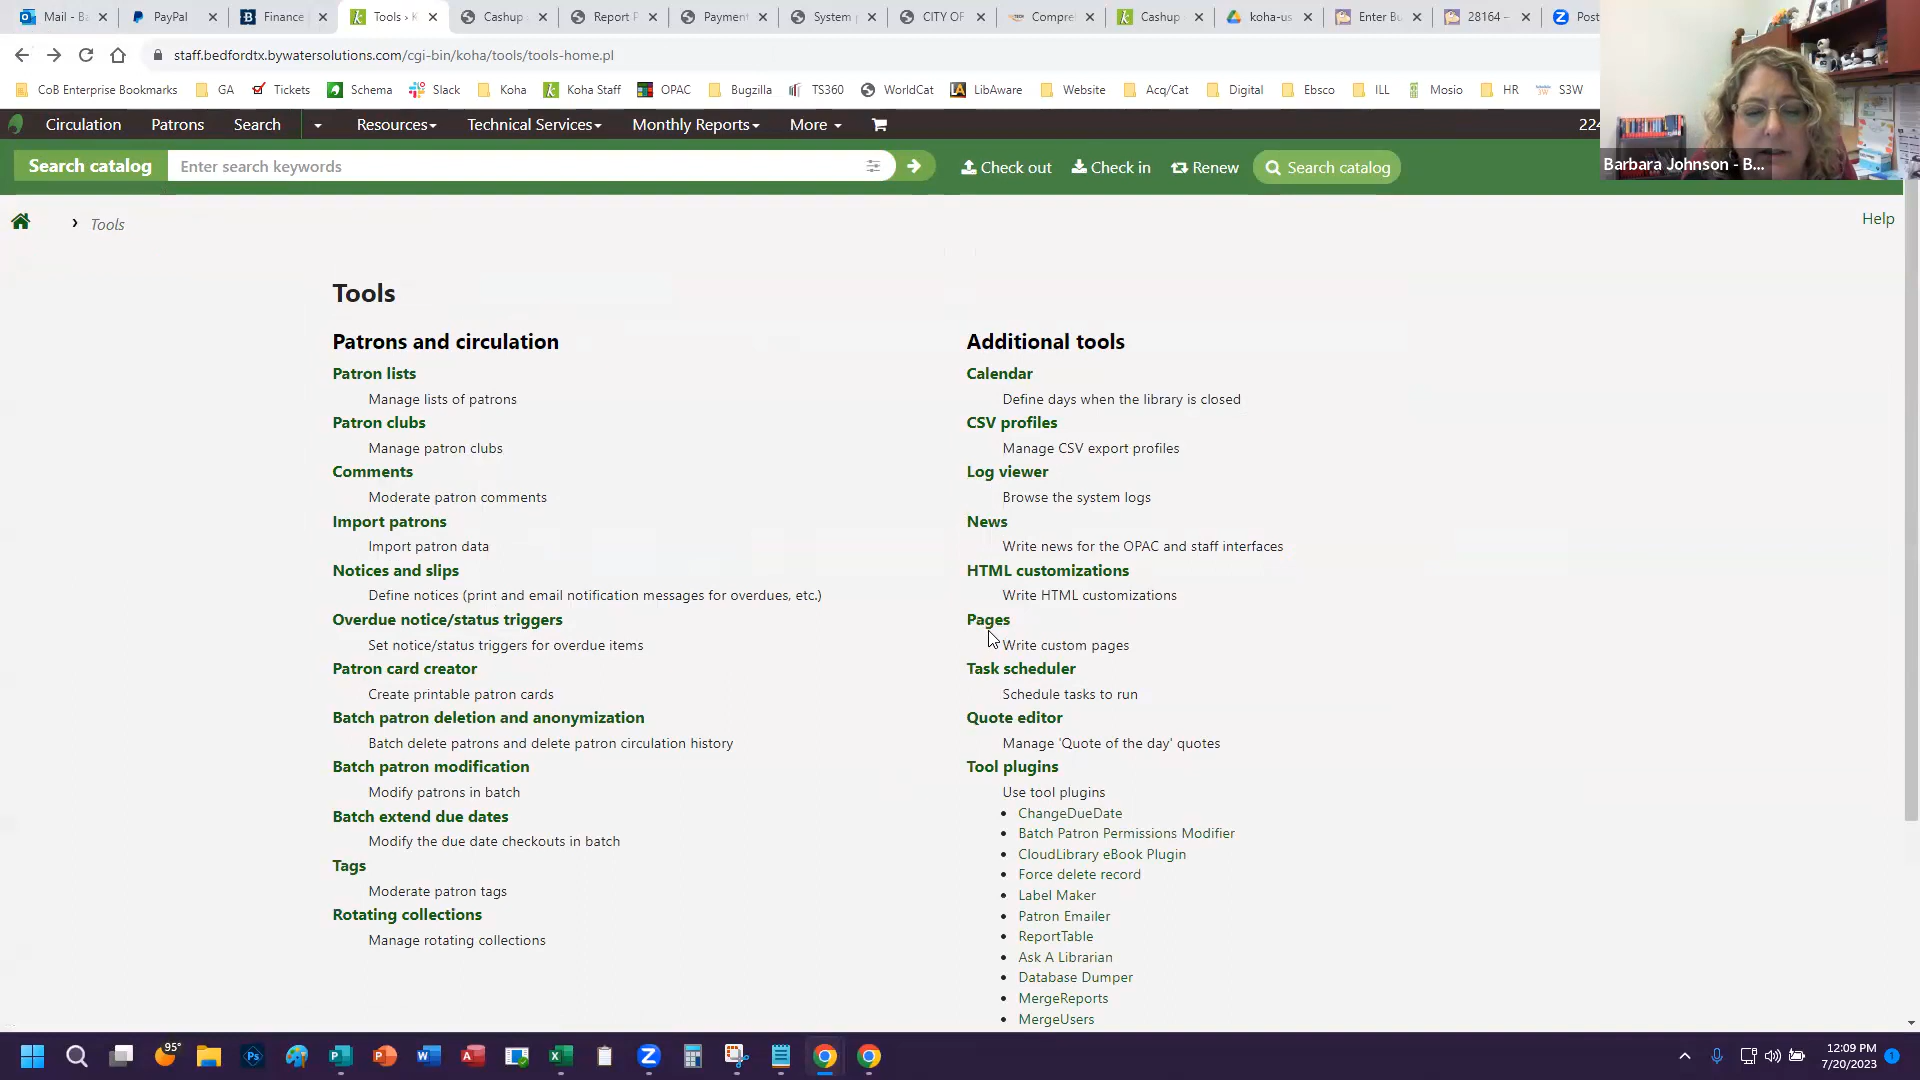 Mail - Ba
PayPal
Finance
Tools › K
Cashup
Report F
Payment
System
CITY OF
Compre
Cashup
koha-us
Enter Bu
28164 –
Post
staff.bedfordtx.bywatersolutions.com/cgi-bin/koha/tools/tools-home.pl
CoB Enterprise Bookmarks
GA
Tickets
Schema
Slack
Koha
Koha Staff
OPAC
Bugzilla
TS360
WorldCat
LibAware
Website
Acq/Cat
Digital
Ebsco
ILL
Mosio
HR
S3W
Circulation
Patrons
Search
Resources
Technical Services
Monthly Reports
More
224
Barbara Johnson - B...
Search catalog
Enter search keywords
Check out
Check in
Renew
Search catalog
› Tools
Help
Tools
Patrons and circulation
Patron lists
Manage lists of patrons
Patron clubs
Manage patron clubs
Comments
Moderate patron comments
Import patrons
Import patron data
Notices and slips
Define notices (print and email notification messages for overdues, etc.)
Overdue notice/status triggers
Set notice/status triggers for overdue items
Patron card creator
Create printable patron cards
Batch patron deletion and anonymization
Batch delete patrons and delete patron circulation history
Batch patron modification
Modify patrons in batch
Batch extend due dates
Modify the due date checkouts in batch
Tags
Moderate patron tags
Rotating collections
Manage rotating collections
Additional tools
Calendar
Define days when the library is closed
CSV profiles
Manage CSV export profiles
Log viewer
Browse the system logs
News
Write news for the OPAC and staff interfaces
HTML customizations
Write HTML customizations
Pages
Write custom pages
Task scheduler
Schedule tasks to run
Quote editor
Manage 'Quote of the day' quotes
Tool plugins
Use tool plugins
• ChangeDueDate
• Batch Patron Permissions Modifier
• CloudLibrary eBook Plugin
• Force delete record
• Label Maker
• Patron Emailer
• ReportTable
• Ask A Librarian
• Database Dumper
• MergeReports
• MergeUsers
95°
12:09 PM
7/20/2023
1